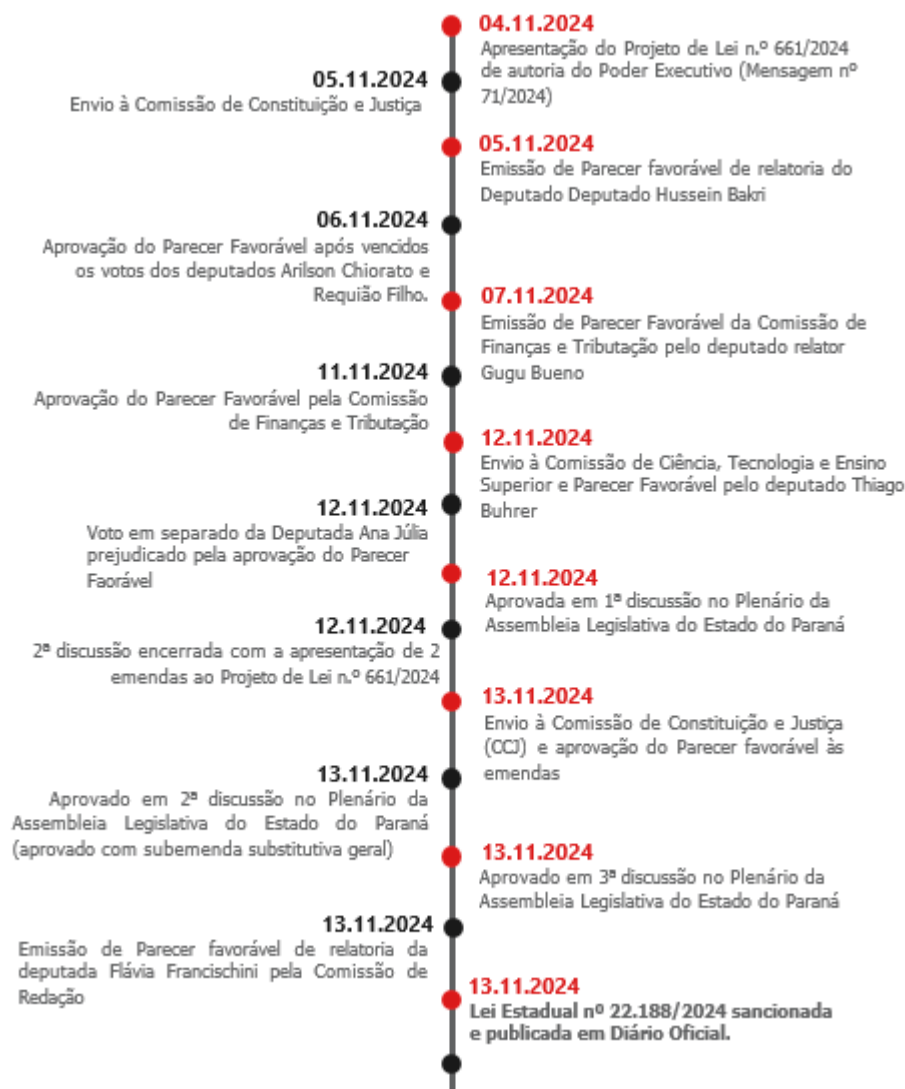 04.11.2024
Apresentação do Projeto de Lei n.º 661/2024
de autoria do Poder Executivo (Mensagem nº
71/2024)
05.11.2024
Envio à Comissão de Constituição e Justiça
05.11.2024
Emissão de Parecer favorável de relatoria do
Deputado Deputado Hussein Bakri
06.11.2024
Aprovação do Parecer Favorável após vencidos
os votos dos deputados Arilson Chiorato e
Requião Filho.
07.11.2024
Emissão de Parecer Favorável da Comissão de
Finanças e Tributação pelo deputado relator
Gugu Bueno
11.11.2024
Aprovação do Parecer Favorável pela Comissão
de Finanças e Tributação
12.11.2024
Envio à Comissão de Ciência, Tecnologia e Ensino
Superior e Parecer Favorável pelo deputado Thiago
Buhrer
12.11.2024
Voto em separado da Deputada Ana Júlia
prejudicado pela aprovação do Parecer
Faorável
12.11.2024
Aprovada em 1ª discussão no Plenário da
Assembleia Legislativa do Estado do Paraná
12.11.2024
2ª discussão encerrada com a apresentação de 2
emendas ao Projeto de Lei n.º 661/2024
13.11.2024
Envio à Comissão de Constituição e Justiça
(CCJ) e aprovação do Parecer favorável às
emendas
13.11.2024
Aprovado em 2ª discussão no Plenário da
Assembleia Legislativa do Estado do Paraná
(aprovado com subemenda substitutiva geral)
13.11.2024
Aprovado em 3ª discussão no Plenário da
Assembleia Legislativa do Estado do Paraná
13.11.2024
Emissão de Parecer favorável de relatoria da
deputada Flávia Francischini pela Comissão de
Redação
13.11.2024
Lei Estadual nº 22.188/2024 sancionada
e publicada em Diário Oficial.